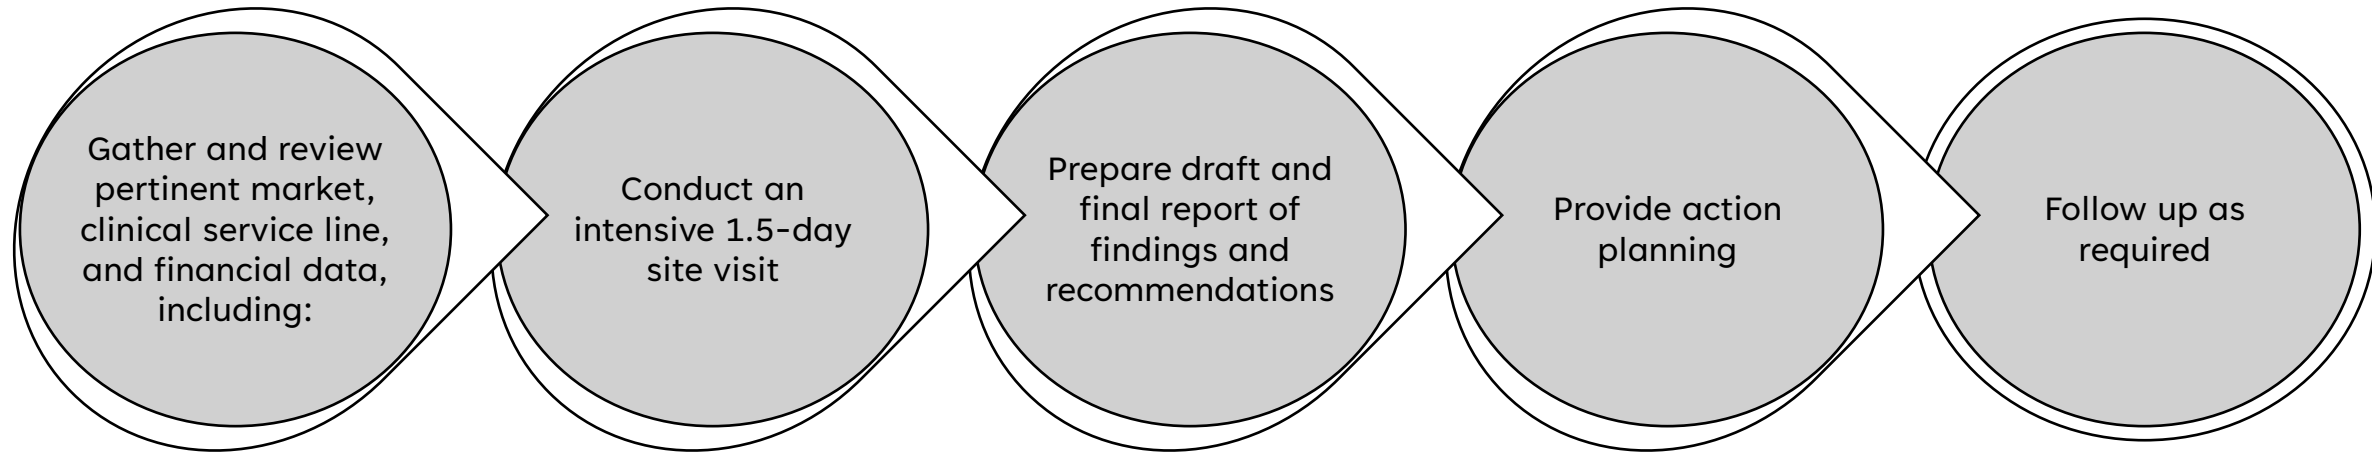 Gather and review
pertinent market,
clinical service line,
and financial data,
including:
Conduct an
intensive 1.5-day
site visit
Prepare draft and
final report of
findings and
recommendations
Provide action
planning
Follow up as
required